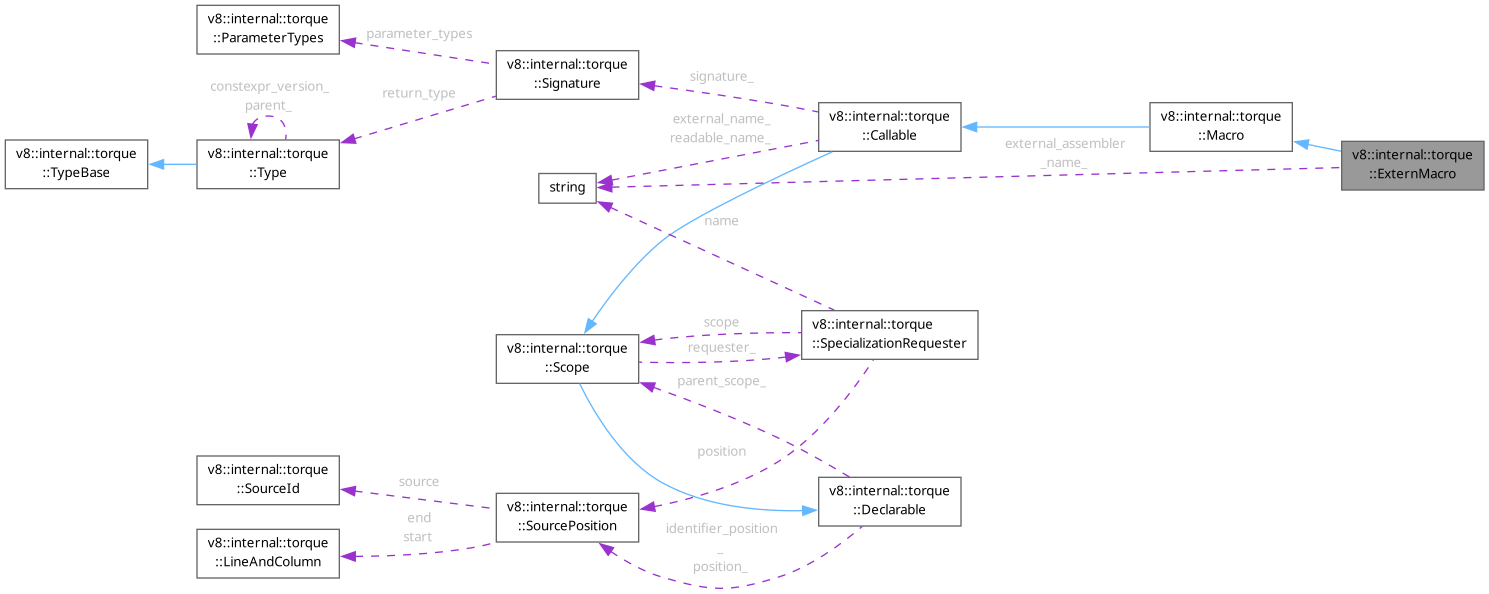 v8::internal::torque
::ParameterTypes
parameter_types
v8::internal::torque
::Signature
constexpr_version_
parent_
return_type
signature_
external_name_
readable_name_
v8::internal::torque
::Callable
v8::internal::torque
::Macro
external_assembler
_name_
v8::internal::torque
::ExternMacro
v8::internal::torque
::TypeBase
v8::internal::torque
::Type
string
name
scope
requester_
v8::internal::torque
::SpecializationRequester
v8::internal::torque
::Scope
parent_scope_
position
v8::internal::torque
::SourceId
source
end
start
v8::internal::torque
::SourcePosition
v8::internal::torque
::Declarable
identifier_position
_
position_
v8::internal::torque
::LineAndColumn